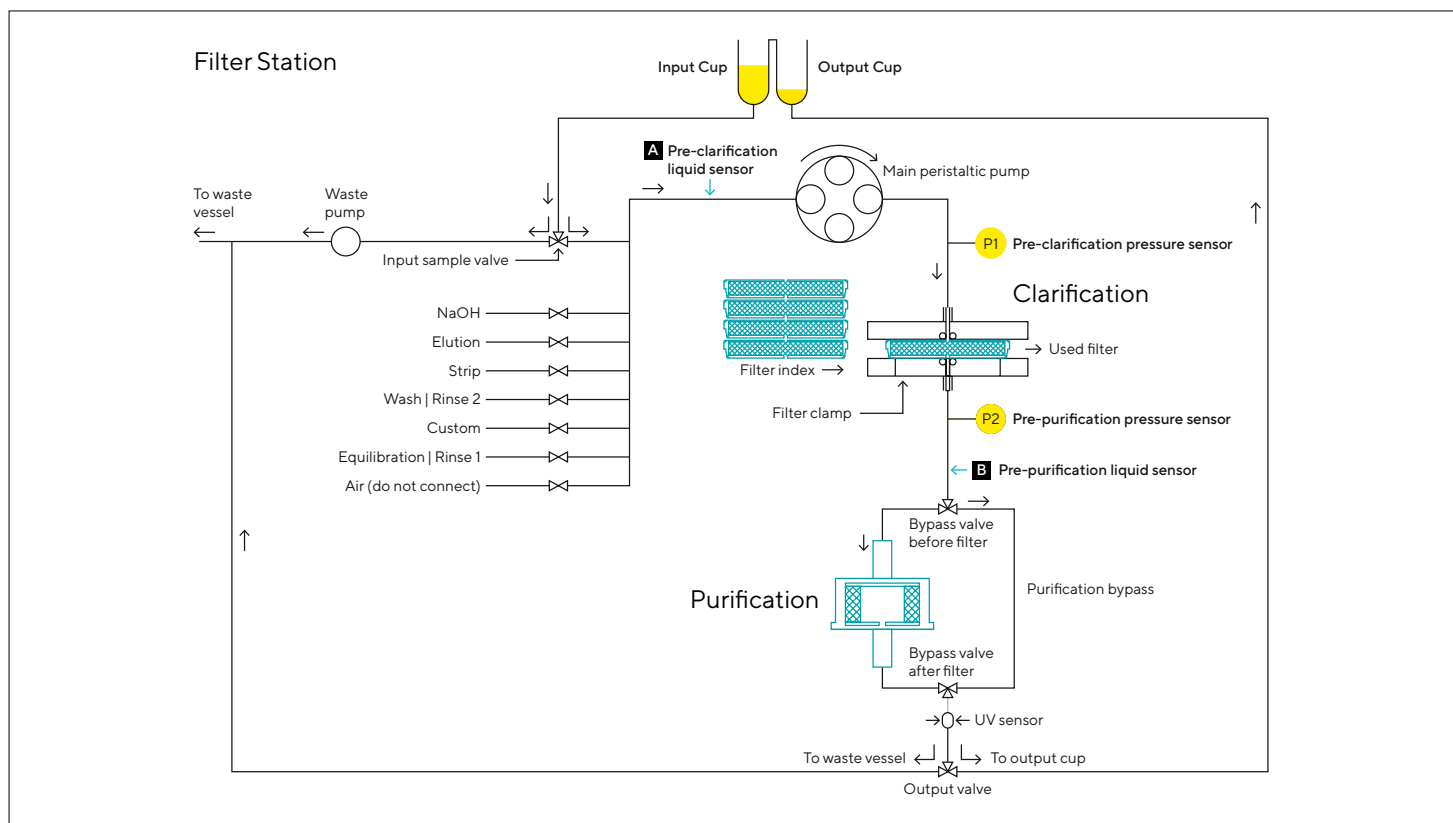 Filter Station
Input Cup
Output Cup
A Pre-clarification
liquid sensor
Main peristaltic pump
To waste
vessel
Waste
pump
Input sample valve
P1 Pre-clarification pressure sensor
Clarification
NaOH
Elution
Strip
Wash | Rinse 2
Custom
Equilibration | Rinse 1
Air (do not connect)
Filter index
Used filter
Filter clamp
P2 Pre-purification pressure sensor
B Pre-purification liquid sensor
Bypass valve
before filter
Purification
Purification bypass
Bypass valve
after filter
UV sensor
To waste vessel
To output cup
Output valve